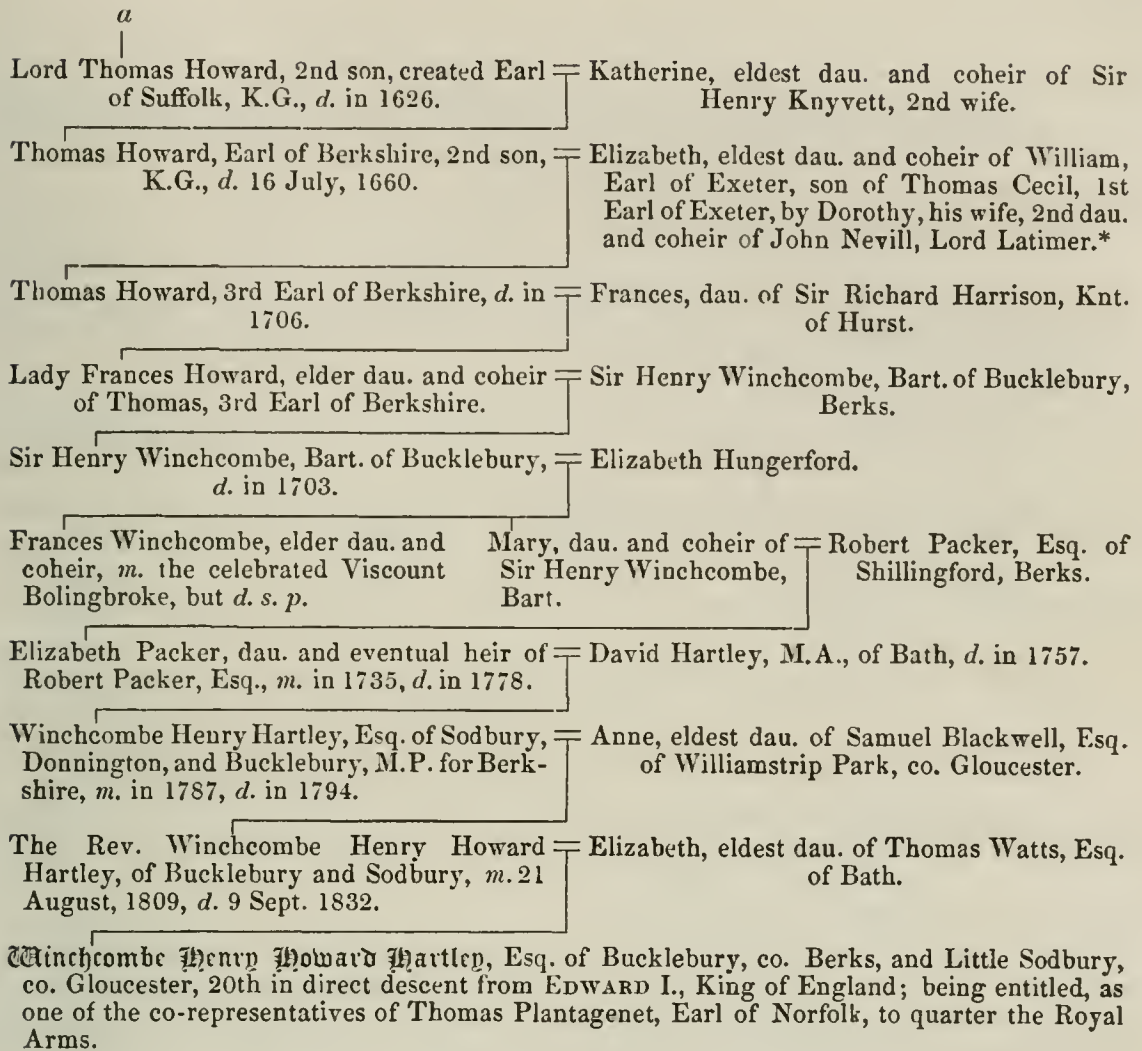 a
Lord Thomas Howard, 2nd son, created Earl = Katherine, eldest dau. and coheir of Sir
of Suffolk, K.G., d. in 1626. Henry Knyvett, 2nd wife.
Thomas Howard, Earl of Berkshire, 2nd son, = Elizabeth, eldest dau. and coheir of William,
K.G., d. 16 July, 1660. Earl of Exeter, son of Thomas Cecil, 1st
Earl of Exeter, by Dorothy, his wife, 2nd dau.
and coheir of John Nevill, Lord Latimer.*
Thomas Howard, 3rd Earl of Berkshire, d. in = Frances, dau. of Sir Richard Harrison, Knt.
1706. of Hurst.
Lady Frances Howard, elder dau. and coheir = Sir Henry Winchcombe, Bart. of Bucklebury,
of Thomas, 3rd Earl of Berkshire. Berks.
Sir Henry Winchcombe, Bart. of Bucklebury, = Elizabeth Hungerford.
d. in 1703.
Frances Winchcombe, elder dau. and Mary, dau. and coheir of = Robert Packer, Esq. of
coheir, m. the celebrated Viscount Sir Henry Winchcombe, Shillingford, Berks.
Bolingbroke, but d. s. p. Bart.
Elizabeth Packer, dau. and eventual heir of = David Hartley, M.A., of Bath, d. in 1757.
Robert Packer, Esq., m. in 1735, d. in 1778.
Winchcombe Henry Hartley, Esq. of Sodbury, = Anne, eldest dau. of Samuel Blackwell, Esq.
Donnington, and Bucklebury, M.P. for Berk- of Williamstrip Park, co. Gloucester.
shire, m. in 1787, d. in 1794.
The Rev. Winchcombe Henry Howard = Elizabeth, eldest dau. of Thomas Watts, Esq.
Hartley, of Bucklebury and Sodbury, m. 21 of Bath.
August, 1809, d. 9 Sept. 1832.
Winchcombe Henry Howard Hartley, Esq. of Bucklebury, co. Berks, and Little Sodbury,
co. Gloucester, 20th in direct descent from EDWARD I., King of England; being entitled, as
one of the co-representatives of Thomas Plantagenet, Earl of Norfolk, to quarter the Royal
Arms.